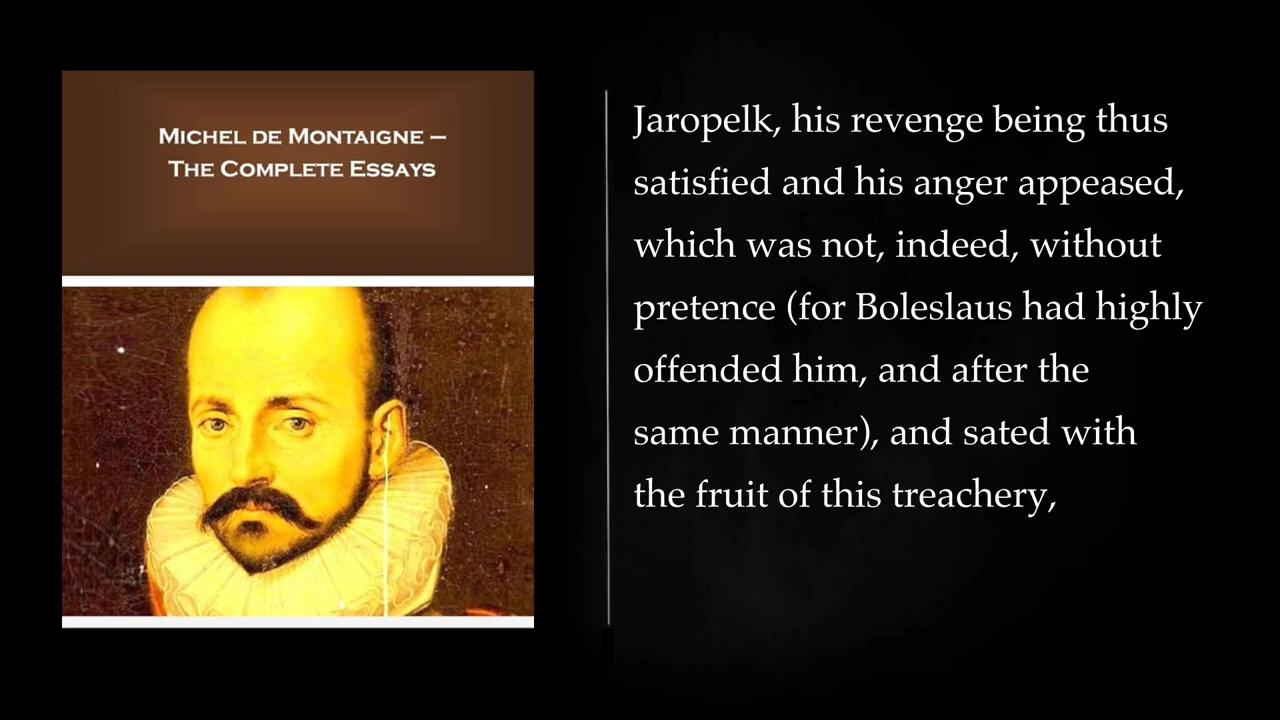 Michel de Montaigne –
The Complete Essays
Jaropelk, his revenge being thus
satisfied and his anger appeased,
which was not, indeed, without
pretence (for Boleslaus had highly
offended him, and after the
same manner), and sated with
the fruit of this treachery,